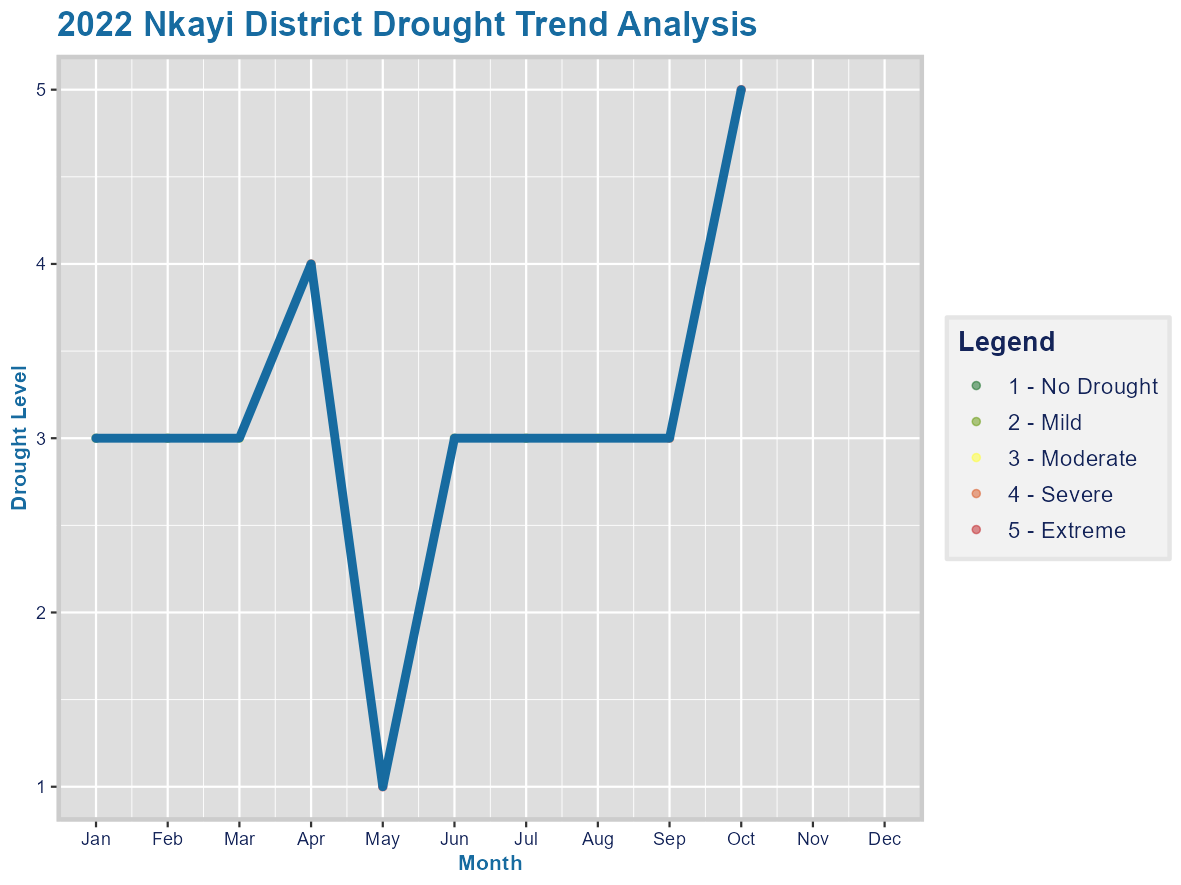 2022 Nkayi District Drought Trend Analysis
5
4
3
2
1
Drought Level
Jan Feb Mar Apr May Jun Jul Aug Sep Oct Nov Dec
Month
Legend
1 - No Drought
2 - Mild
3 - Moderate
4 - Severe
5 - Extreme